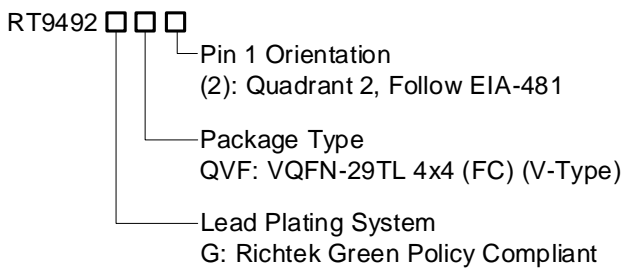 RT9492
Pin 1 Orientation
(2): Quadrant 2, Follow EIA-481
Package Type
QVF: VQFN-29TL 4x4 (FC) (V-Type)
Lead Plating System
G: Richtek Green Policy Compliant